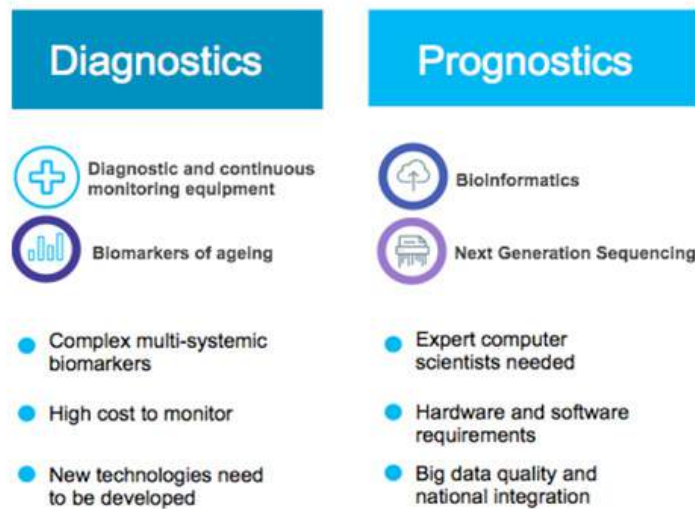 Diagnostics
Diagnostic and continuous
monitoring equipment
Biomarkers of ageing
Complex multi-systemic
biomarkers
High cost to monitor
New technologies need
to be developed
Prognostics
Bioinformatics
Next Generation Sequencing
Expert computer
scientists needed
Hardware and software
requirements
Big data quality and
national integration